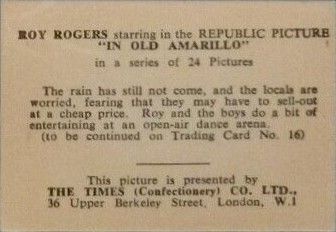 ROY ROGERS starring in the REPUBLIC PICTURE
"IN OLD AMARILLO"
in a series of 24 Pictures
The rain has still not come, and the locals are
worried, fearing that they may have to sell-out
at a cheap price. Roy and the boys do a bit of
entertaining at an open-air dance arena.
(to be continued on Trading Card No. 16)
This picture is presented by
THE TIMES (Confectionery) CO. LTD.,
36 Upper Berkeley Street, London, W.1